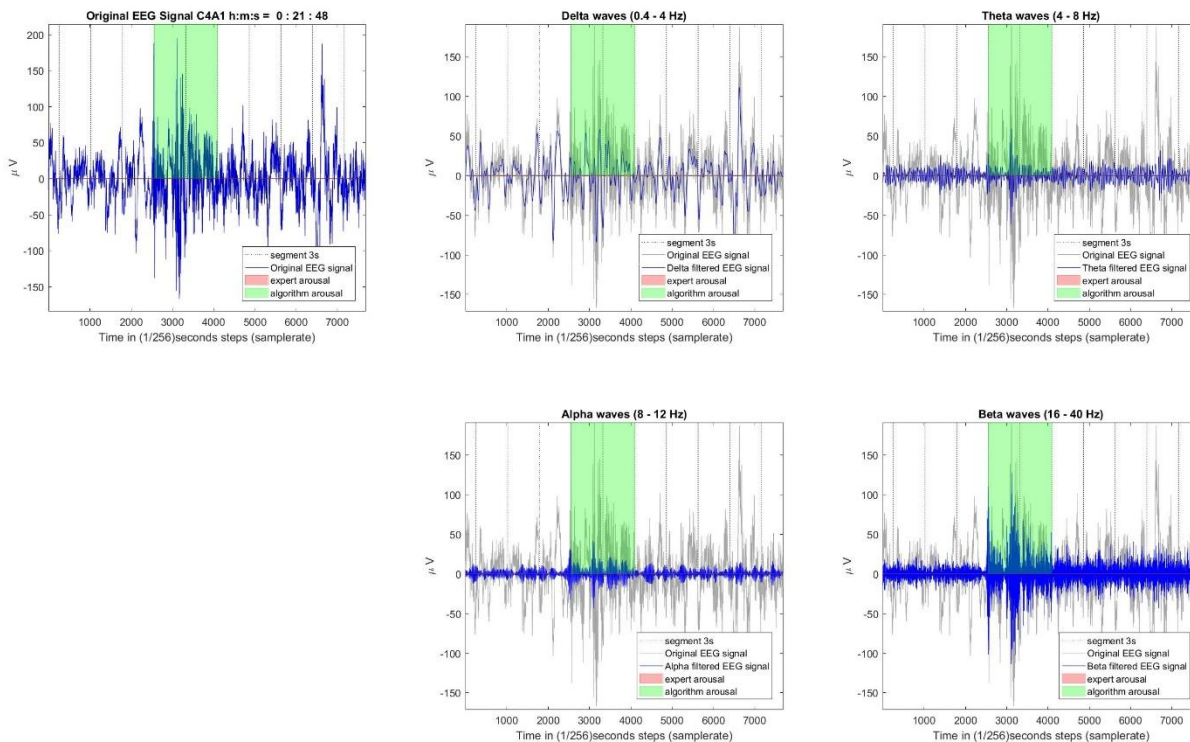 Original EEG Signal C4A1 h:m:s = 0 : 21 : 48
200
150
100
50
0
-50
-100
-150
μ V
segment 3s
Original EEG signal
expert arousal
algorithm arousal
1000 2000 3000 4000 5000 6000 7000
Time in (1/256)seconds steps (samplerate)
Delta waves (0.4 - 4 Hz)
150
100
50
0
-50
-100
-150
μ V
segment 3s
Original EEG signal
Delta filtered EEG signal
expert arousal
algorithm arousal
1000 2000 3000 4000 5000 6000 7000
Time in (1/256)seconds steps (samplerate)
Theta waves (4 - 8 Hz)
150
100
50
0
-50
-100
-150
μ V
segment 3s
Original EEG signal
Theta filtered EEG signal
expert arousal
algorithm arousal
1000 2000 3000 4000 5000 6000 7000
Time in (1/256)seconds steps (samplerate)
Alpha waves (8 - 12 Hz)
150
100
50
0
-50
-100
-150
μ V
segment 3s
Original EEG signal
Alpha filtered EEG signal
expert arousal
algorithm arousal
1000 2000 3000 4000 5000 6000 7000
Time in (1/256)seconds steps (samplerate)
Beta waves (16 - 40 Hz)
150
100
50
0
-50
-100
-150
μ V
segment 3s
Original EEG signal
Beta filtered EEG signal
expert arousal
algorithm arousal
1000 2000 3000 4000 5000 6000 7000
Time in (1/256)seconds steps (samplerate)